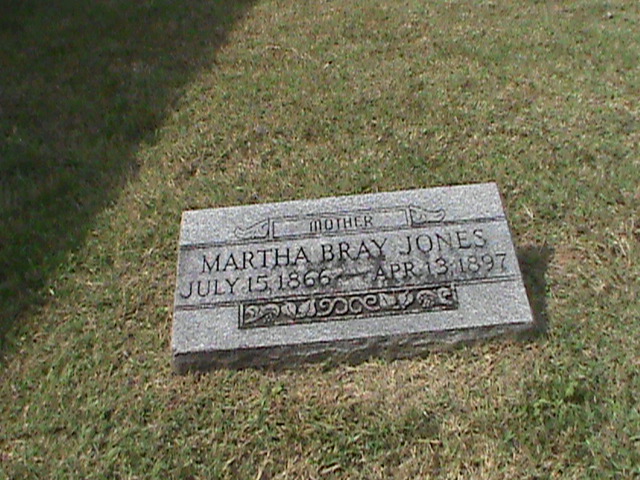 MOTHER
MARTHA BRAY JONES
JULY 15, 1866 — APR. 13, 1897